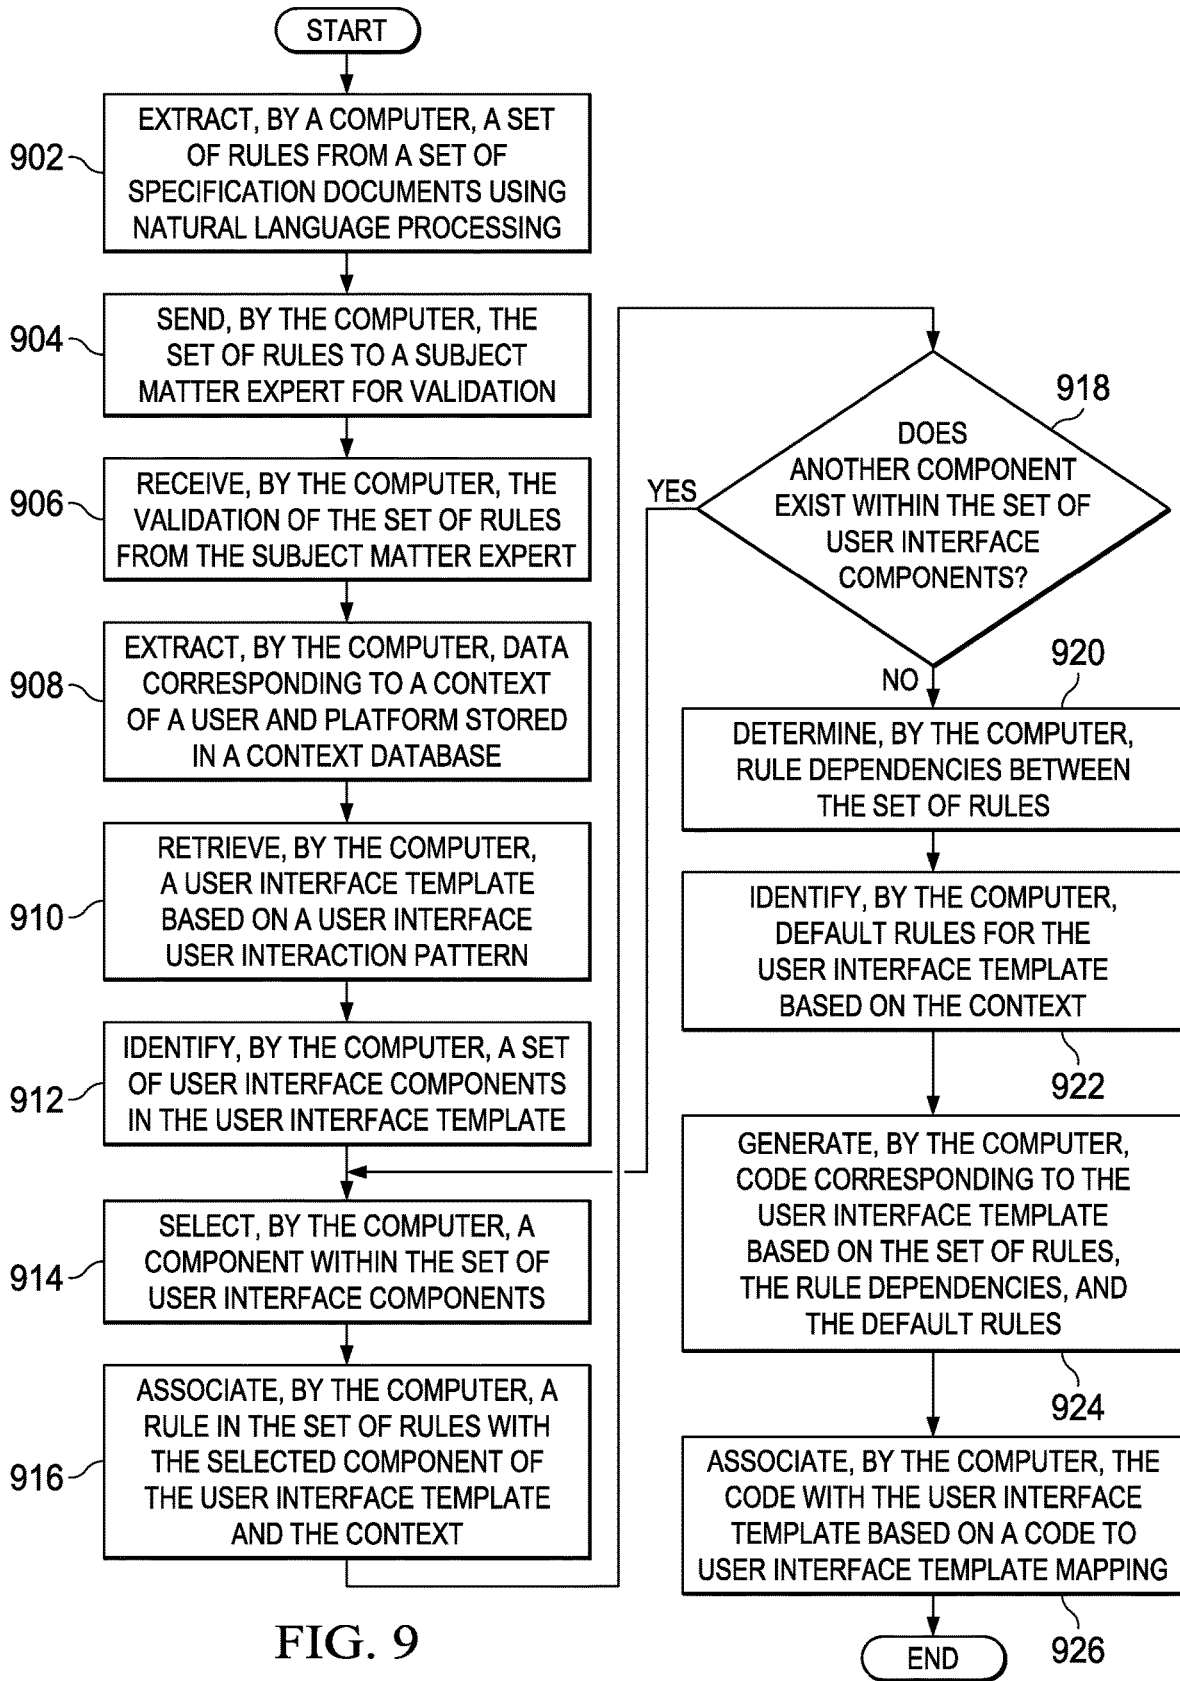 START
902
EXTRACT, BY A COMPUTER, A SET
OF RULES FROM A SET OF
SPECIFICATION DOCUMENTS USING
NATURAL LANGUAGE PROCESSING
904
SEND, BY THE COMPUTER, THE
SET OF RULES TO A SUBJECT
MATTER EXPERT FOR VALIDATION
906
RECEIVE, BY THE COMPUTER, THE
VALIDATION OF THE SET OF RULES
FROM THE SUBJECT MATTER EXPERT
908
EXTRACT, BY THE COMPUTER, DATA
CORRESPONDING TO A CONTEXT
OF A USER AND PLATFORM STORED
IN A CONTEXT DATABASE
910
RETRIEVE, BY THE COMPUTER,
A USER INTERFACE TEMPLATE
BASED ON A USER INTERFACE
USER INTERACTION PATTERN
912
IDENTIFY, BY THE COMPUTER, A SET
OF USER INTERFACE COMPONENTS
IN THE USER INTERFACE TEMPLATE
914
SELECT, BY THE COMPUTER, A
COMPONENT WITHIN THE SET OF
USER INTERFACE COMPONENTS
916
ASSOCIATE, BY THE COMPUTER, A
RULE IN THE SET OF RULES WITH
THE SELECTED COMPONENT OF
THE USER INTERFACE TEMPLATE
AND THE CONTEXT
918
DOES
ANOTHER COMPONENT
EXIST WITHIN THE SET OF
USER INTERFACE
COMPONENTS?
YES
NO
920
DETERMINE, BY THE COMPUTER,
RULE DEPENDENCIES BETWEEN
THE SET OF RULES
IDENTIFY, BY THE COMPUTER,
DEFAULT RULES FOR THE
USER INTERFACE TEMPLATE
BASED ON THE CONTEXT
922
GENERATE, BY THE COMPUTER,
CODE CORRESPONDING TO THE
USER INTERFACE TEMPLATE
BASED ON THE SET OF RULES,
THE RULE DEPENDENCIES, AND
THE DEFAULT RULES
924
ASSOCIATE, BY THE COMPUTER, THE
CODE WITH THE USER INTERFACE
TEMPLATE BASED ON A CODE TO
USER INTERFACE TEMPLATE MAPPING
926
END
FIG. 9